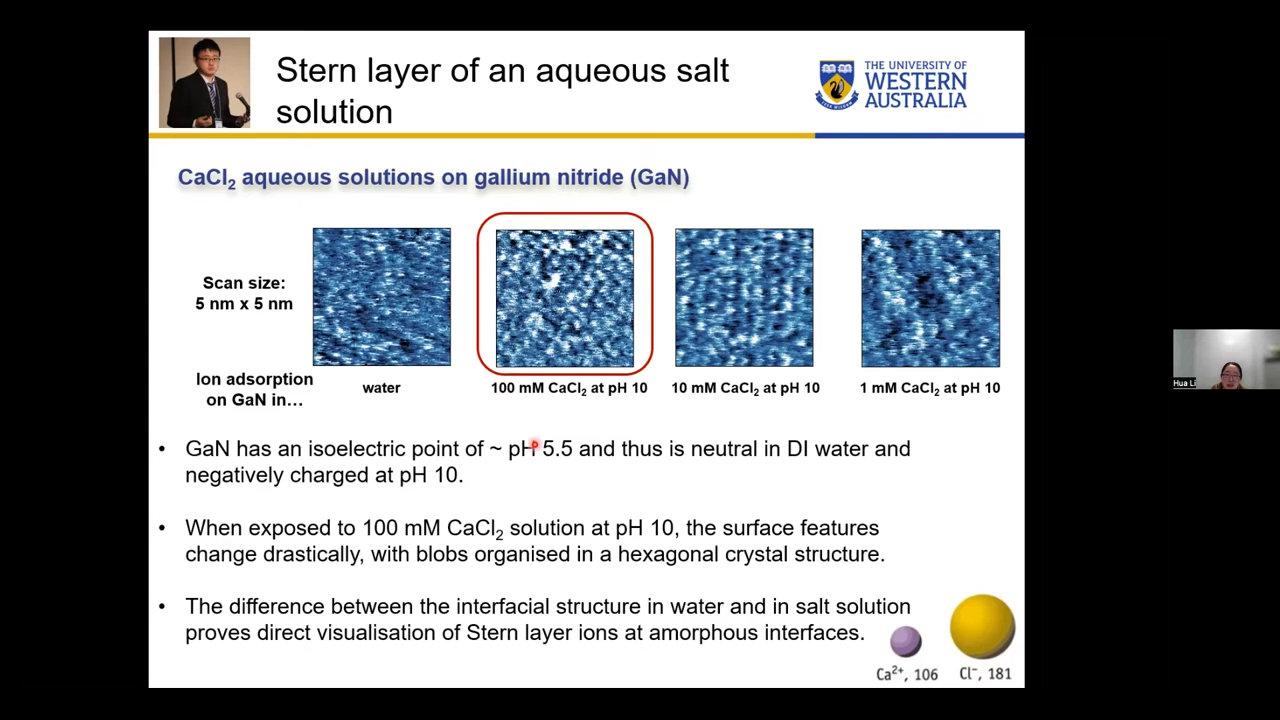 Stern layer of an aqueous salt
solution
THE UNIVERSITY OF
WESTERN
AUSTRALIA
CaCl₂ aqueous solutions on gallium nitride (GaN)
Scan size:
5 nm x 5 nm
Ion adsorption
on GaN in…
water
100 mM CaCl₂ at pH 10
10 mM CaCl₂ at pH 10
1 mM CaCl₂ at pH 10
• GaN has an isoelectric point of ~ pH 5.5 and thus is neutral in DI water and
negatively charged at pH 10.
• When exposed to 100 mM CaCl₂ solution at pH 10, the surface features
change drastically, with blobs organised in a hexagonal crystal structure.
• The difference between the interfacial structure in water and in salt solution
proves direct visualisation of Stern layer ions at amorphous interfaces.
Ca²⁺, 106
Cl⁻, 181
Hua Li